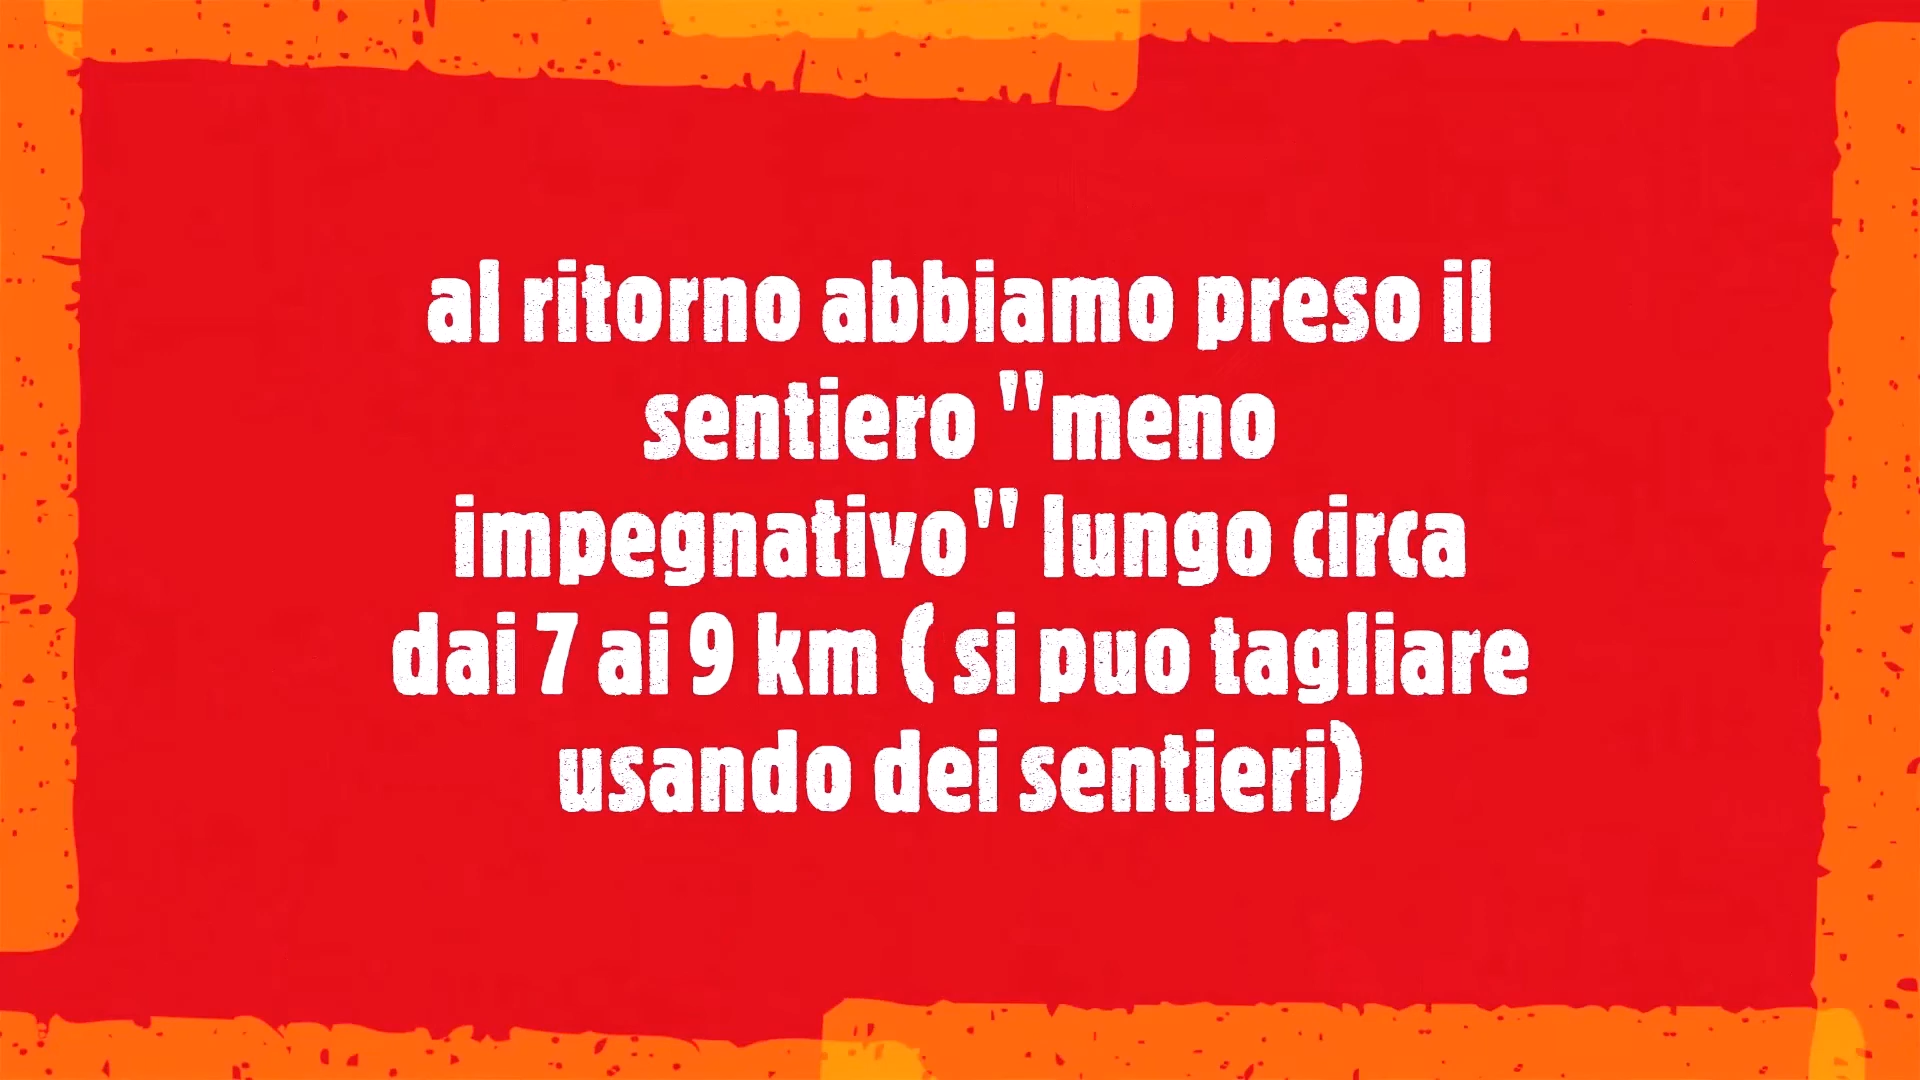 al ritorno abbiamo preso il
sentiero "meno
impegnativo" lungo circa
dai 7 ai 9 km ( si puo tagliare
usando dei sentieri)